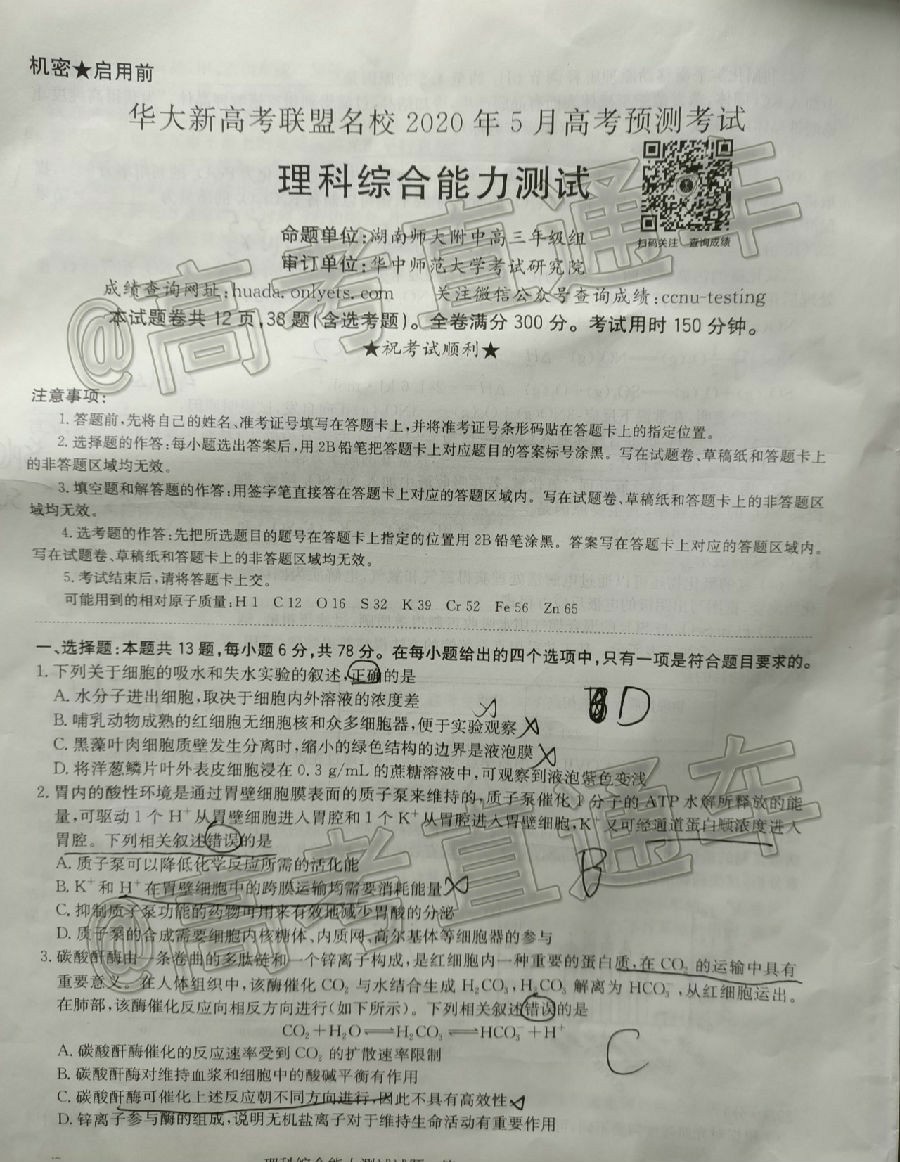 机密★启用前
华大新高考联盟名校 2020 年 5 月高考预测考试
理科综合能力测试
扫码关注 查询成绩
命题单位:湖南师大附中高三年级组
审订单位:华中师范大学考试研究院
成绩查询网址:huada.onlyets.com 关注微信公众号查询成绩:ccnu-testing
本试题卷共 12 页,38 题(含选考题)。全卷满分 300 分。考试用时 150 分钟。
★祝考试顺利★
@高考直通车
注意事项:
1. 答题前,先将自己的姓名、准考证号填写在答题卡上,并将准考证号条形码贴在答题卡上的指定位置。
2. 选择题的作答:每小题选出答案后,用 2B 铅笔把答题卡上对应题目的答案标号涂黑。写在试题卷、草稿纸和答题卡上
的非答题区域均无效。
3. 填空题和解答题的作答:用签字笔直接答在答题卡上对应的答题区域内。写在试题卷、草稿纸和答题卡上的非答题区
域均无效。
4. 选考题的作答:先把所选题目的题号在答题卡上指定的位置用 2B 铅笔涂黑。答案写在答题卡上对应的答题区域内。
写在试题卷、草稿纸和答题卡上的非答题区域均无效。
5. 考试结束后,请将答题卡上交。
可能用到的相对原子质量:H 1 C 12 O 16 S 32 K 39 Cr 52 Fe 56 Zn 65
一、选择题:本题共 13 题,每小题 6 分,共 78 分。在每小题给出的四个选项中,只有一项是符合题目要求的。
1. 下列关于细胞的吸水和失水实验的叙述,正确的是
A. 水分子进出细胞,取决于细胞内外溶液的浓度差
D
B. 哺乳动物成熟的红细胞无细胞核和众多细胞器,便于实验观察
C. 黑藻叶肉细胞质壁发生分离时,缩小的绿色结构的边界是液泡膜
D. 将洋葱鳞片叶外表皮细胞浸在 0.3 g/mL 的蔗糖溶液中,可观察到液泡紫色变浅
2. 胃内的酸性环境是通过胃壁细胞膜表面的质子泵来维持的,质子泵催化 1 分子的 ATP 水解所释放的能
量,可驱动 1 个 H⁺ 从胃壁细胞进入胃腔和 1 个 K⁺ 从胃腔进入胃壁细胞,K⁺ 又可经通道蛋白顺浓度进入
胃腔。下列相关叙述错误的是
A. 质子泵可以降低化学反应所需的活化能
B
B. K⁺ 和 H⁺ 在胃壁细胞中的跨膜运输均需要消耗能量
C. 抑制质子泵功能的药物可用来有效地减少胃酸的分泌
D. 质子泵的合成需要细胞内核糖体、内质网、高尔基体等细胞器的参与
@高考直通车
3. 碳酸酐酶由一条卷曲的多肽链和一个锌离子构成,是红细胞内一种重要的蛋白质,在 CO₂ 的运输中具有
重要意义。在人体组织中,该酶催化 CO₂ 与水结合生成 H₂CO₃,H₂CO₃ 解离为 HCO₃⁻,从红细胞运出。
在肺部,该酶催化反应向相反方向进行(如下所示)。下列相关叙述错误的是
CO₂+H₂O⇌H₂CO₃⇌HCO₃⁻+H⁺
C
A. 碳酸酐酶催化的反应速率受到 CO₂ 的扩散速率限制
B. 碳酸酐酶对维持血浆和细胞中的酸碱平衡有作用
C. 碳酸酐酶可催化上述反应朝不同方向进行,因此不具有高效性
D. 锌离子参与酶的组成,说明无机盐离子对于维持生命活动有重要作用